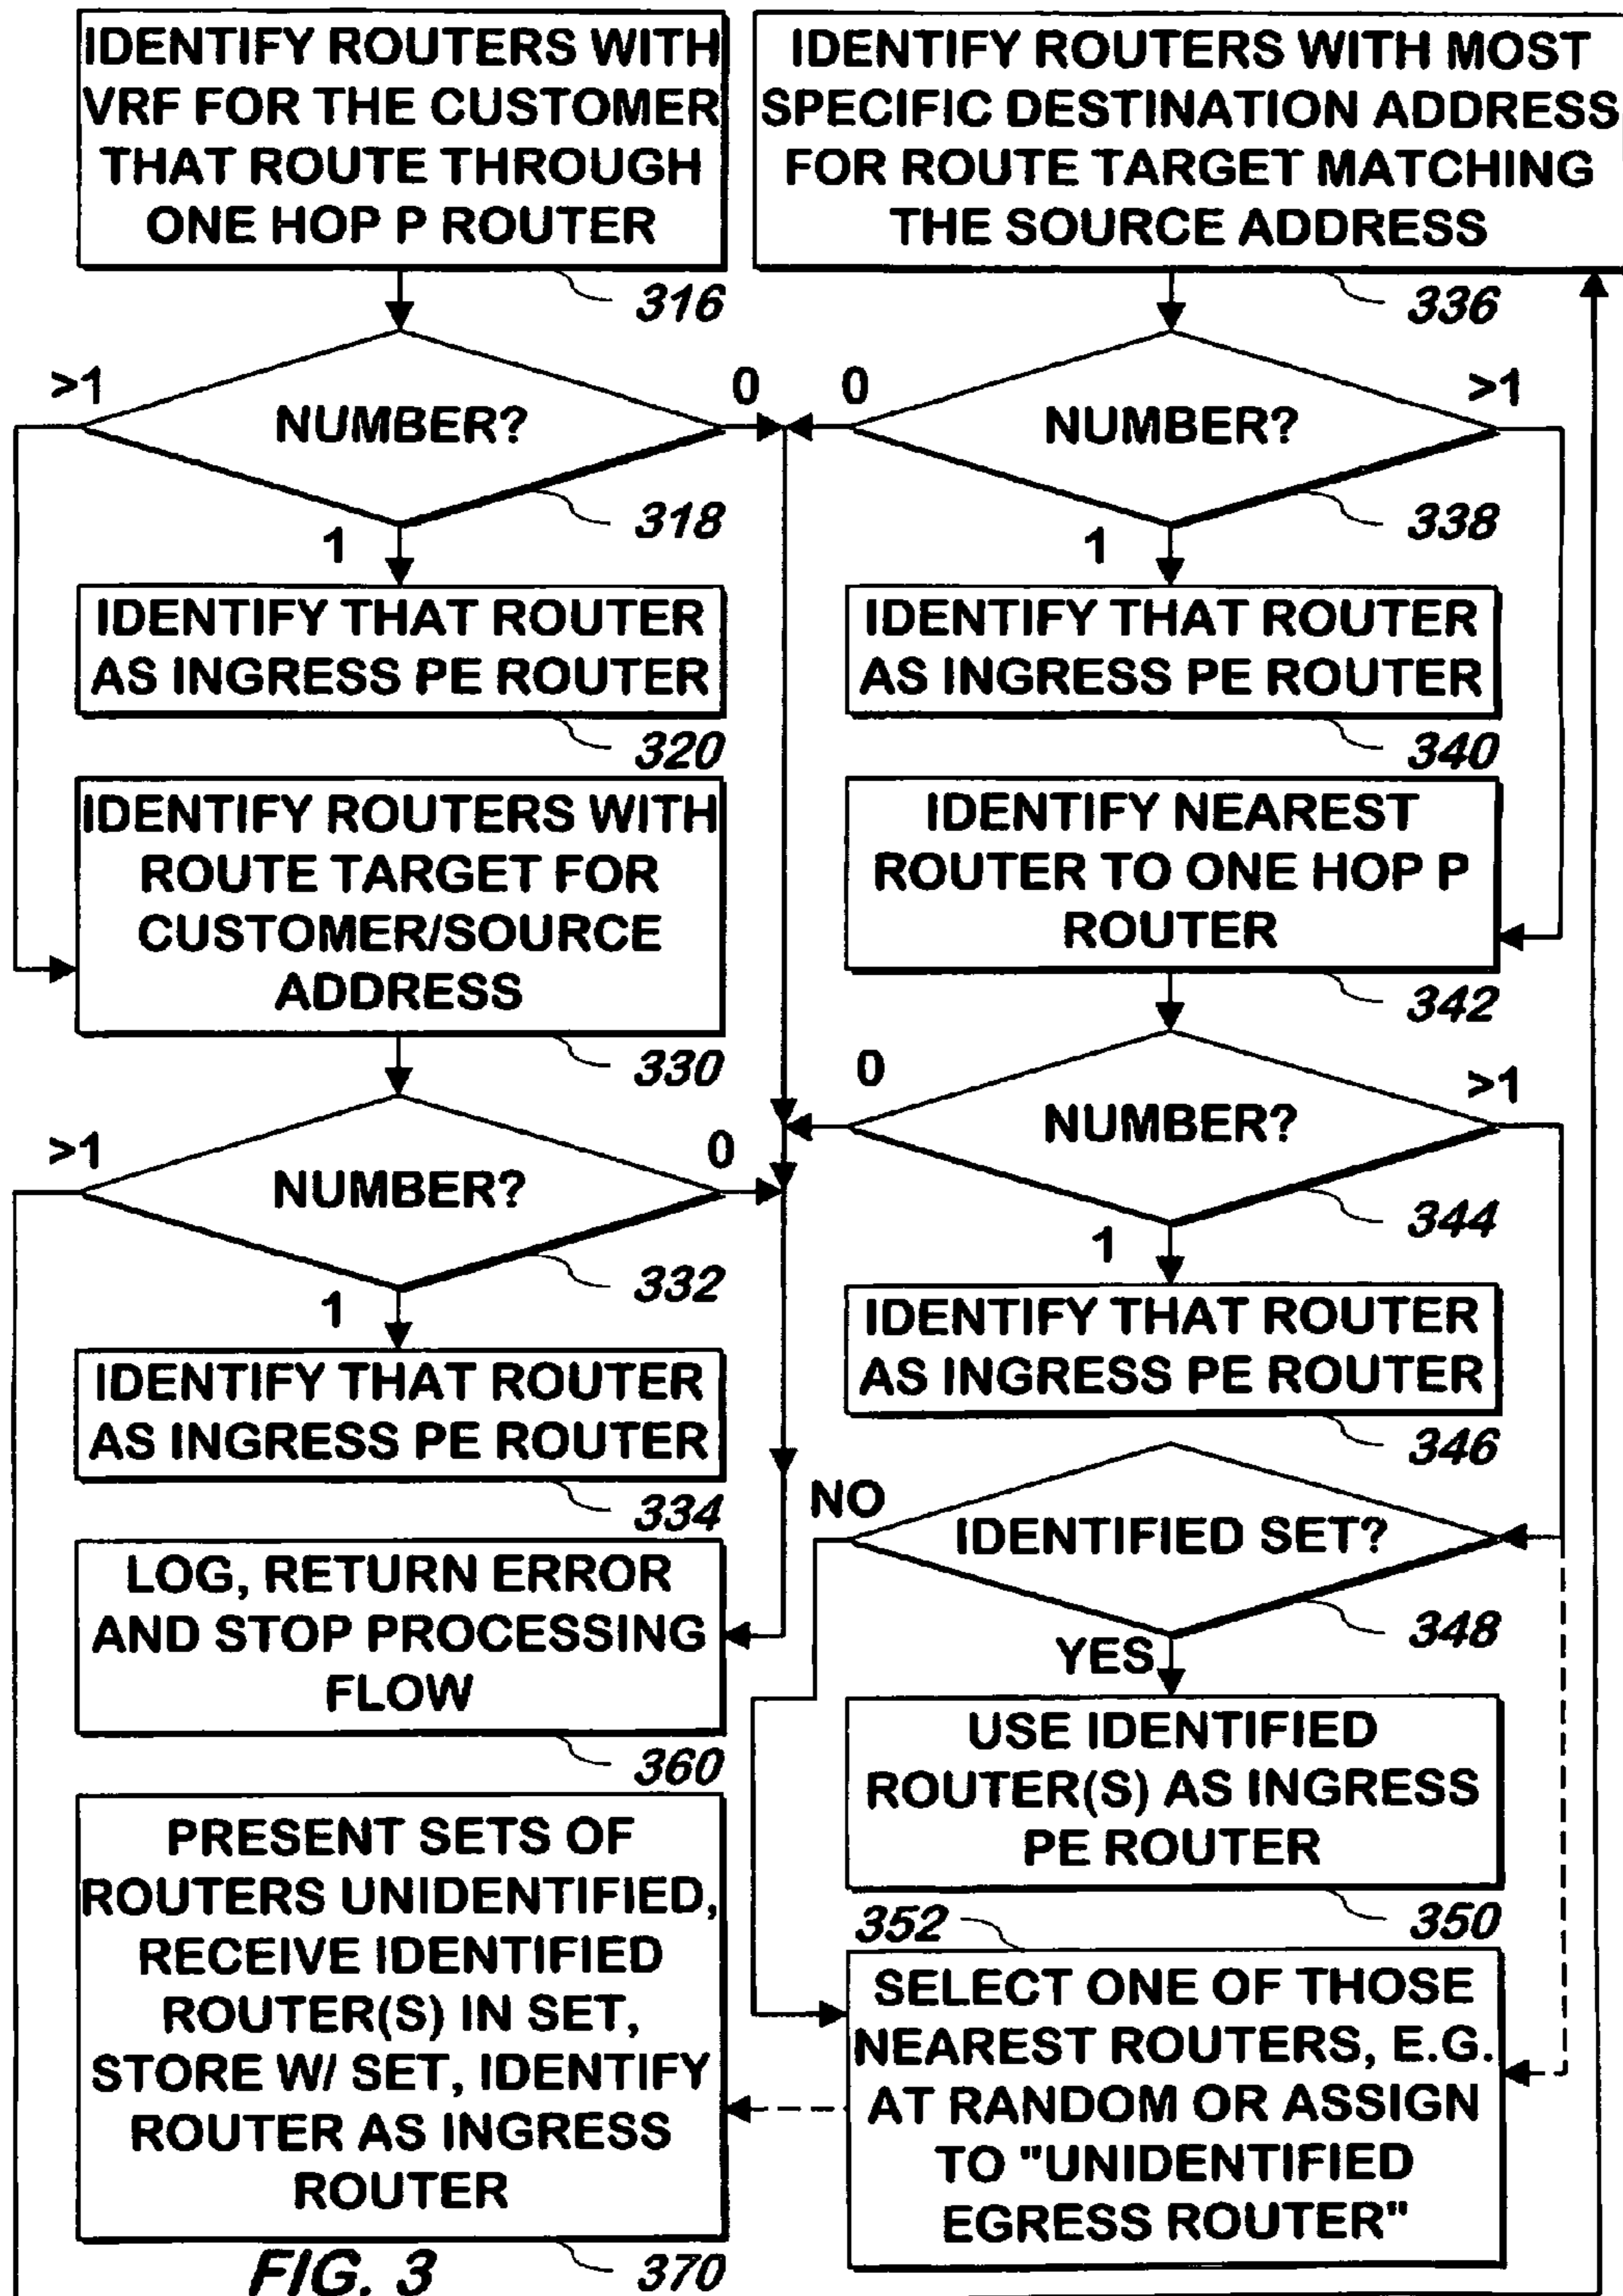 IDENTIFY ROUTERS WITH
VRF FOR THE CUSTOMER
THAT ROUTE THROUGH
ONE HOP P ROUTER
316
>1
NUMBER?
0
318
1
IDENTIFY THAT ROUTER
AS INGRESS PE ROUTER
320
IDENTIFY ROUTERS WITH
ROUTE TARGET FOR
CUSTOMER/SOURCE
ADDRESS
330
>1
NUMBER?
0
332
1
IDENTIFY THAT ROUTER
AS INGRESS PE ROUTER
334
LOG, RETURN ERROR
AND STOP PROCESSING
FLOW
360
PRESENT SETS OF
ROUTERS UNIDENTIFIED,
RECEIVE IDENTIFIED
ROUTER(S) IN SET,
STORE W/ SET, IDENTIFY
ROUTER AS INGRESS
ROUTER
370
FIG. 3
IDENTIFY ROUTERS WITH MOST
SPECIFIC DESTINATION ADDRESS
FOR ROUTE TARGET MATCHING
THE SOURCE ADDRESS
336
0
NUMBER?
>1
338
1
IDENTIFY THAT ROUTER
AS INGRESS PE ROUTER
340
IDENTIFY NEAREST
ROUTER TO ONE HOP P
ROUTER
342
0
NUMBER?
>1
344
1
IDENTIFY THAT ROUTER
AS INGRESS PE ROUTER
346
NO
IDENTIFIED SET?
348
YES
USE IDENTIFIED
ROUTER(S) AS INGRESS
PE ROUTER
350
352
SELECT ONE OF THOSE
NEAREST ROUTERS, E.G.
AT RANDOM OR ASSIGN
TO "UNIDENTIFIED
EGRESS ROUTER"